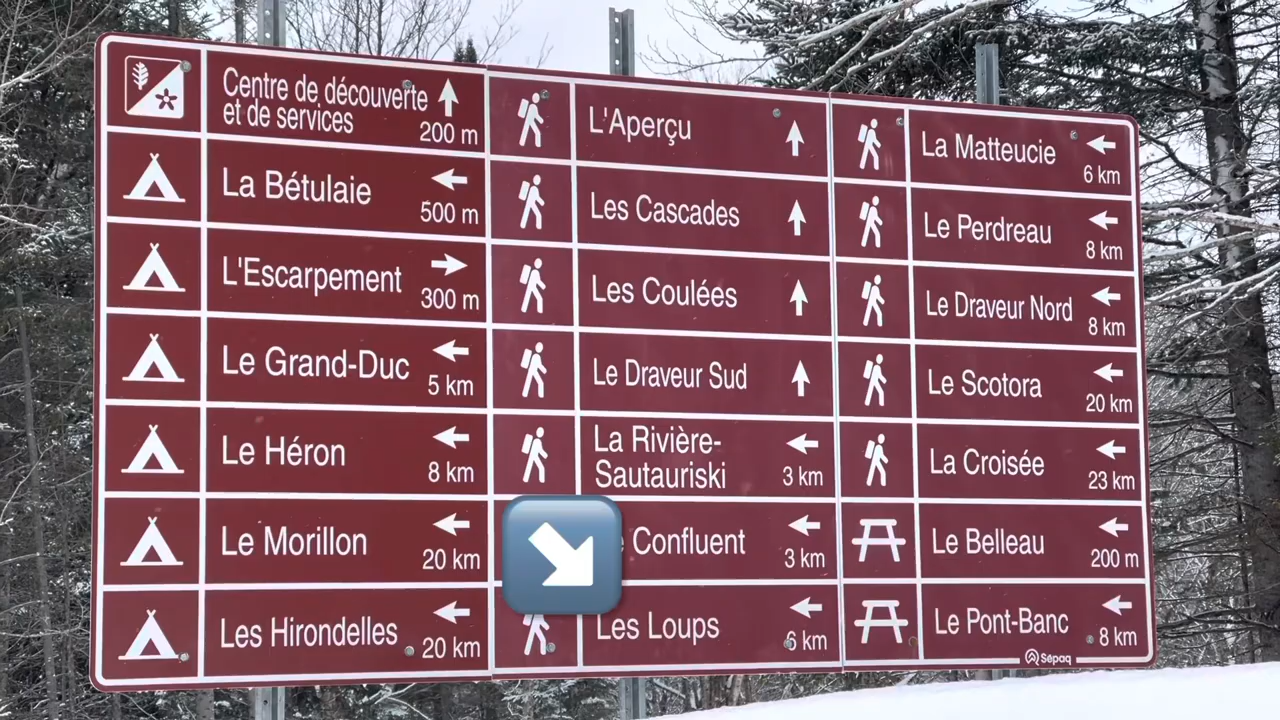 Centre de découverte
et de services
200 m
La Bétulaie
500 m
L'Escarpement
300 m
Le Grand-Duc
5 km
Le Héron
8 km
Le Morillon
20 km
Les Hirondelles
20 km
L'Aperçu
Les Cascades
Les Coulées
Le Draveur Sud
La Rivière-
Sautauriski
3 km
Confluent
3 km
Les Loups
6 km
La Matteucie
6 km
Le Perdreau
8 km
Le Draveur Nord
8 km
Le Scotora
20 km
La Croisée
23 km
Le Belleau
200 m
Le Pont-Banc
8 km
Sépaq